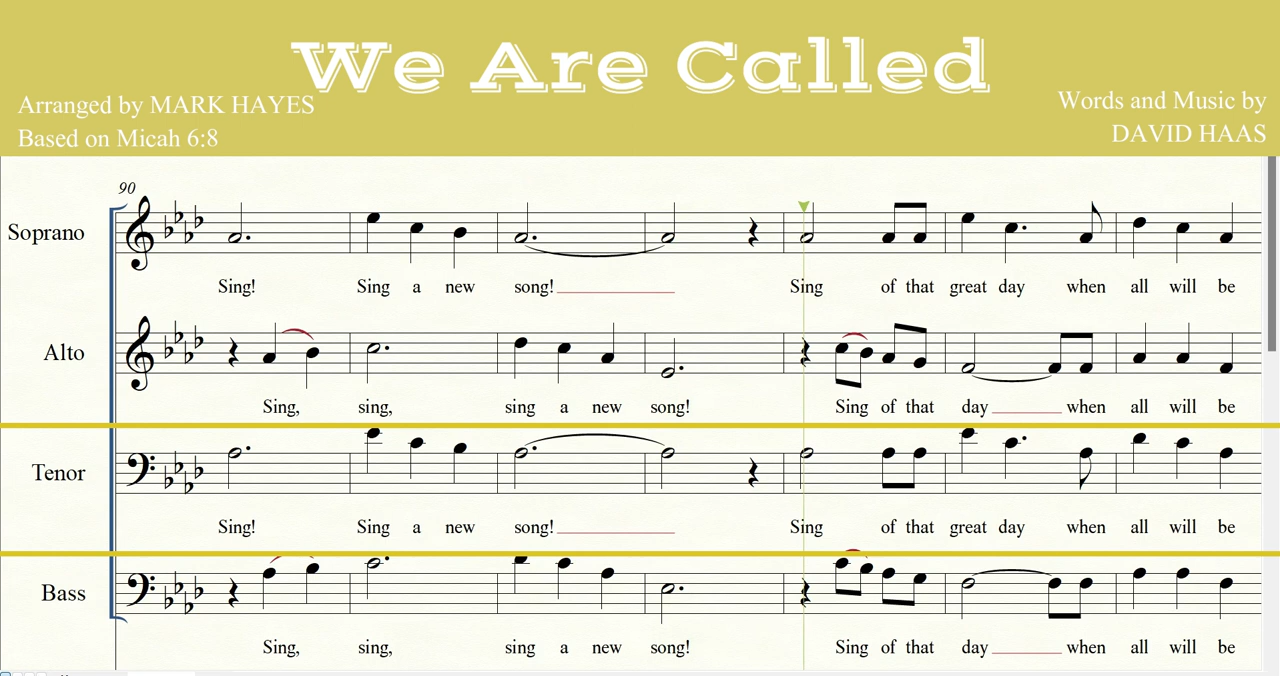 We Are Called
Arranged by MARK HAYES
Based on Micah 6:8
Words and Music by
DAVID HAAS
90
Soprano
Sing! Sing a new song! Sing of that great day when all will be
Alto
Sing, sing, sing a new song! Sing of that day when all will be
Tenor
Sing! Sing a new song! Sing of that great day when all will be
Bass
Sing, sing, sing a new song! Sing of that day when all will be